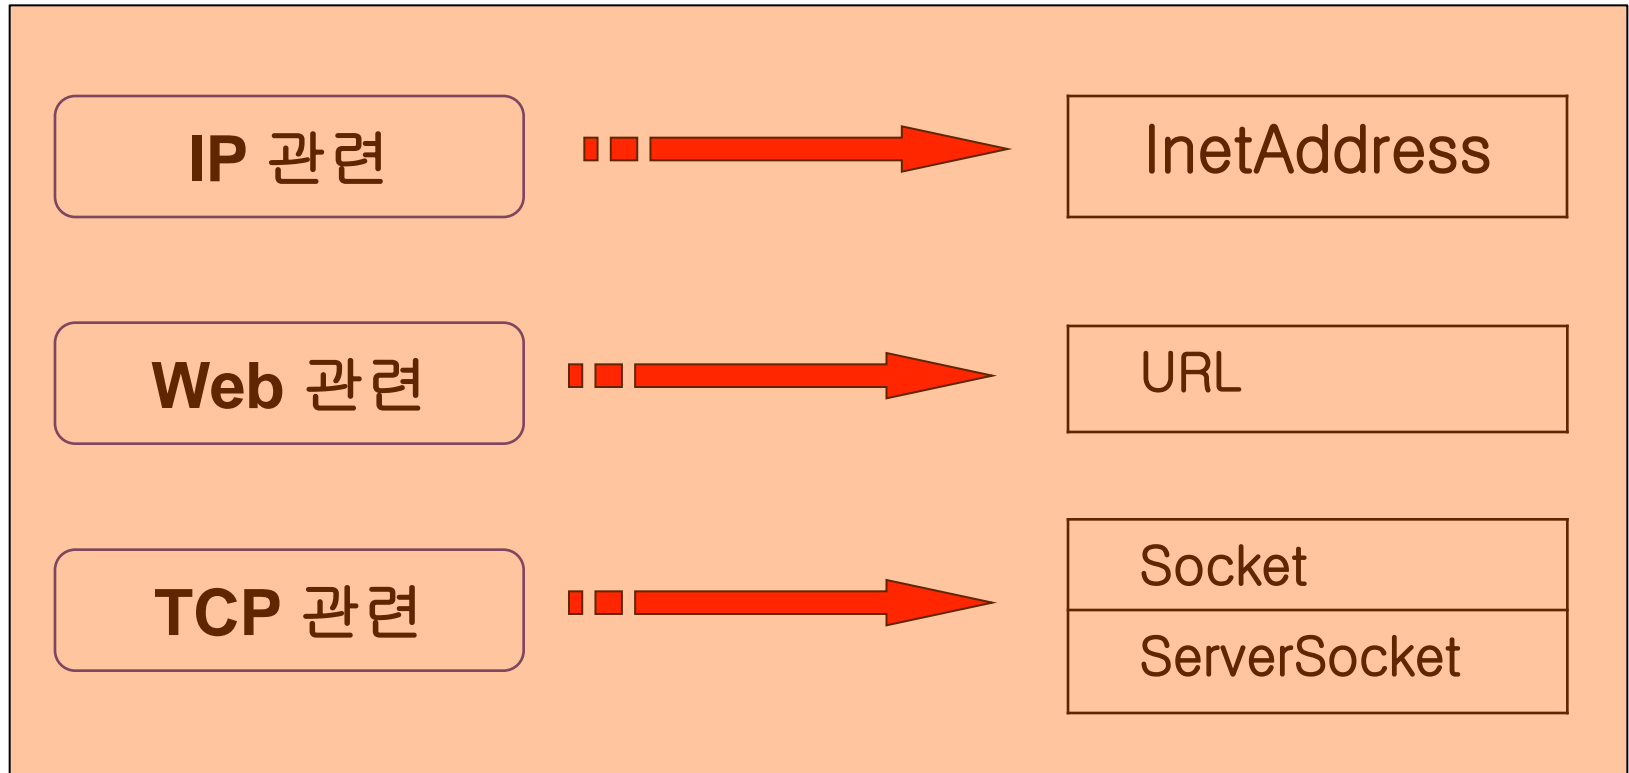 IP 관련
InetAddress
Web 관련
URL
TCP 관련
Socket
ServerSocket